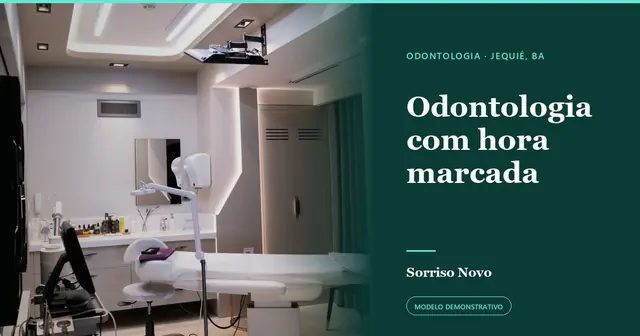 ODONTOLOGIA · JEQUIÉ, BA
Odontologia
com hora
marcada
Sorriso Novo
MODELO DEMONSTRATIVO